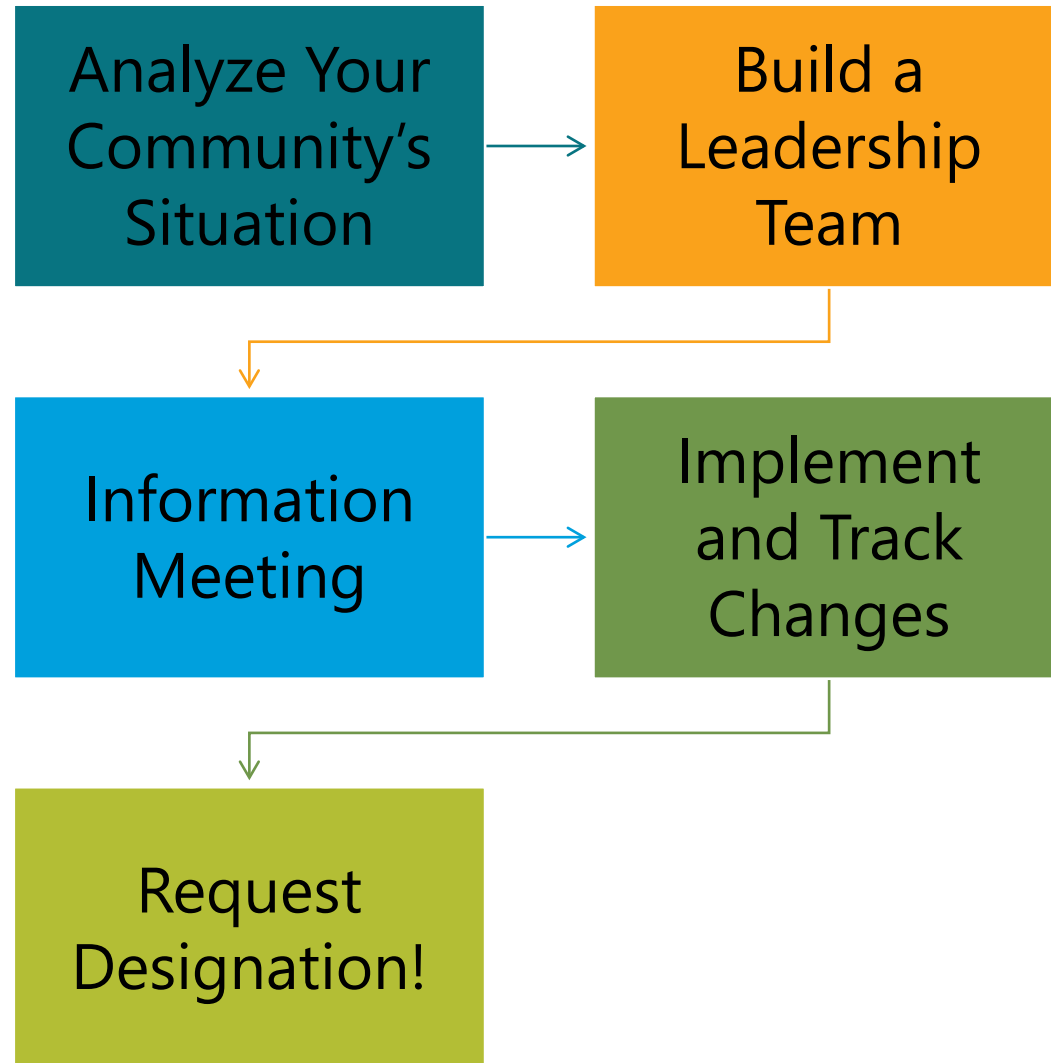 Analyze Your
Community’s
Situation
Build a
Leadership
Team
Information
Meeting
Implement
and Track
Changes
Request
Designation!